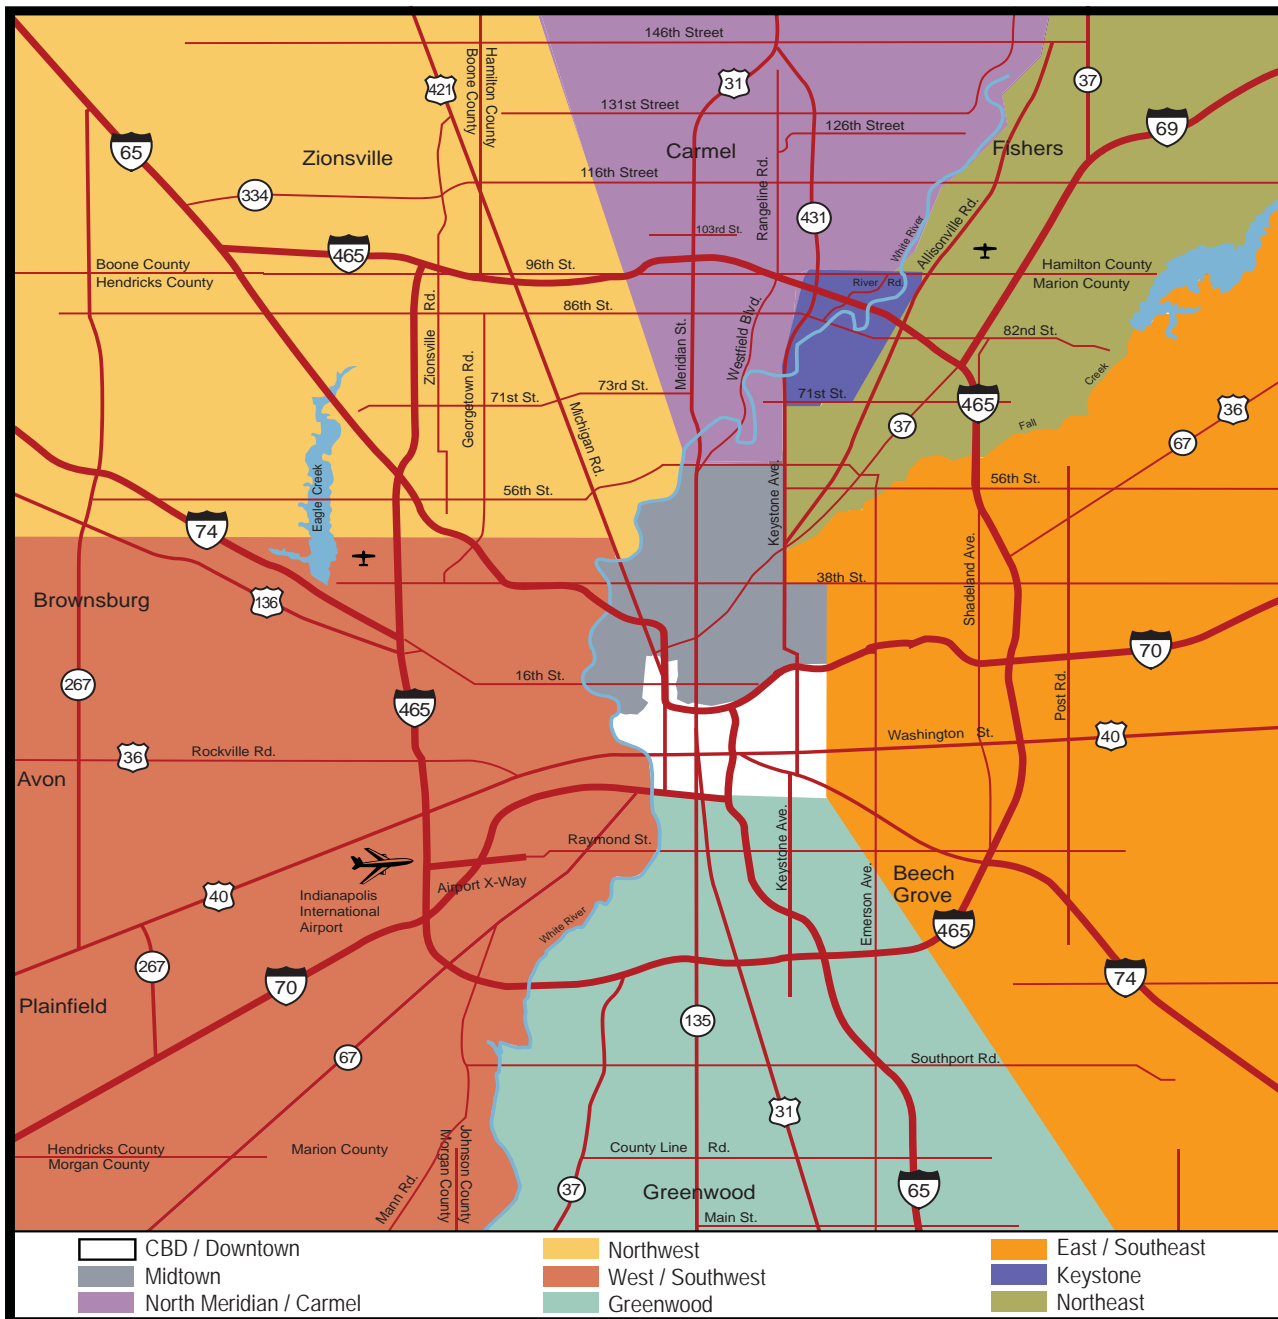 146th Street
37
31
421
Hamilton County
Boone County
131st Street
69
126th Street
65
Zionsville
Carmel
Fishers
116th Street
Rangeline Rd.
334
431
Allisonville Rd.
White River
103rd St.
465
Boone County
Hendricks County
96th St.
Hamilton County
Marion County
River Rd.
86th St.
82nd St.
Zionsville Rd.
Georgetown Rd.
Meridian St.
Westfield Blvd.
73rd St.
71st St.
71st St.
Michigan Rd.
Fall Creek
465
36
37
67
Keystone Ave.
56th St.
56th St.
Eagle Creek
74
Shadeland Ave.
38th St.
Brownsburg
136
70
16th St.
267
465
Post Rd.
Washington St.
40
Rockville Rd.
36
Avon
Raymond St.
Keystone Ave.
Emerson Ave.
Beech
Grove
Airport X-Way
40
Indianapolis
International
Airport
White River
465
267
70
74
Plainfield
135
67
Southport Rd.
31
Hendricks County
Morgan County
Marion County
Johnson County
Morgan County
County Line Rd.
Mann Rd.
37
Greenwood
65
Main St.
CBD / Downtown
Midtown
North Meridian / Carmel
Northwest
West / Southwest
Greenwood
East / Southeast
Keystone
Northeast